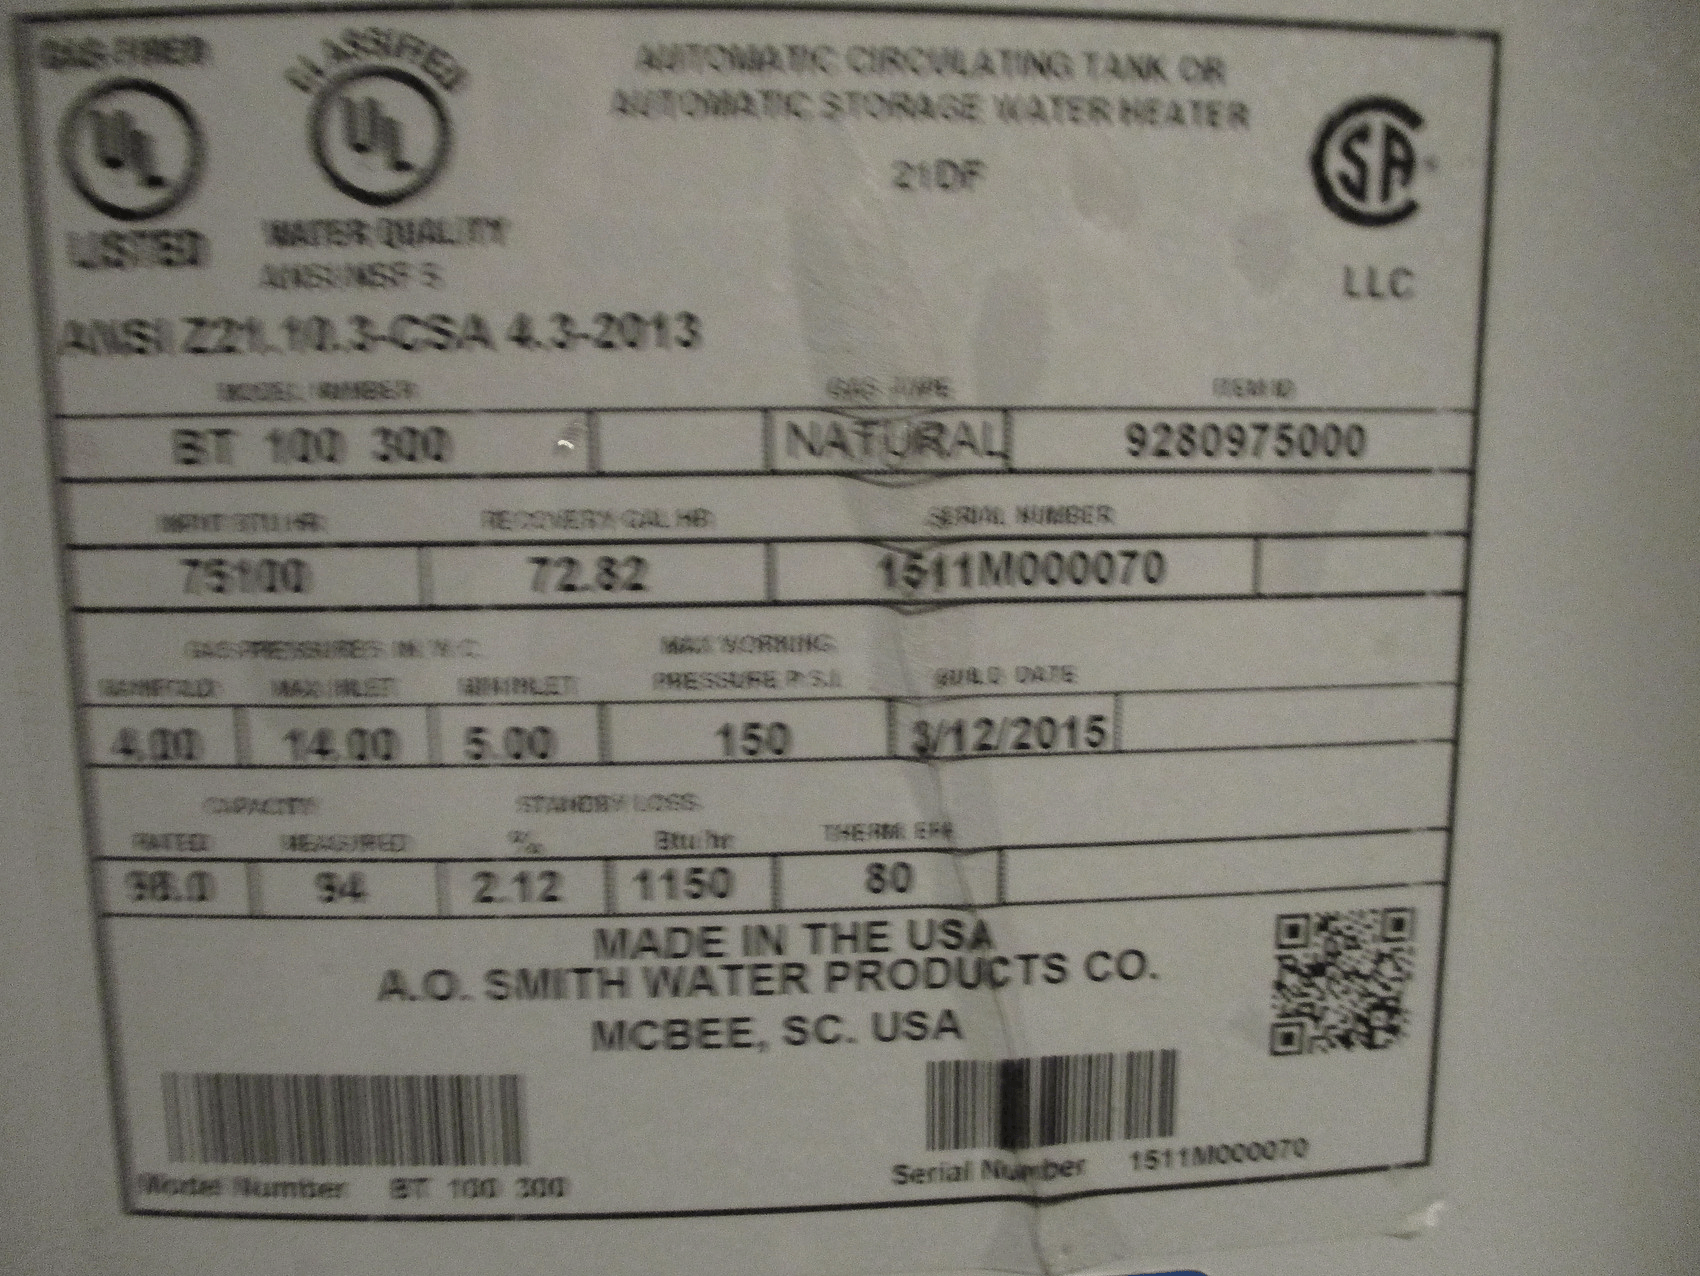 GAS-FIRED
UL
LISTED
CLASSIFIED
UL
WATER QUALITY
ANSI/NSF 5
AUTOMATIC CIRCULATING TANK OR
AUTOMATIC STORAGE WATER HEATER
21DF
CSA
LLC
ANSI Z21.10.3-CSA 4.3-2013
MODEL NUMBER GAS TYPE ITEM ID
BT 100 300 NATURAL 9280975000
INPUT BTU/HR RECOVERY GAL/HR SERIAL NUMBER
75100 72.82 1511M000070
GAS PRESSURES IN. W.C. MAX WORKING
MANIFOLD MAX INLET MIN INLET PRESSURE P.S.I. BUILD DATE
4.00 14.00 5.00 150 3/12/2015
CAPACITY STANDBY LOSS
RATED MEASURED Btu/hr THERM. EFF.
98.0 94 2.12 1150 80
MADE IN THE USA
A.O. SMITH WATER PRODUCTS CO.
MCBEE, SC. USA
Model Number BT 100 300
Serial Number 1511M000070